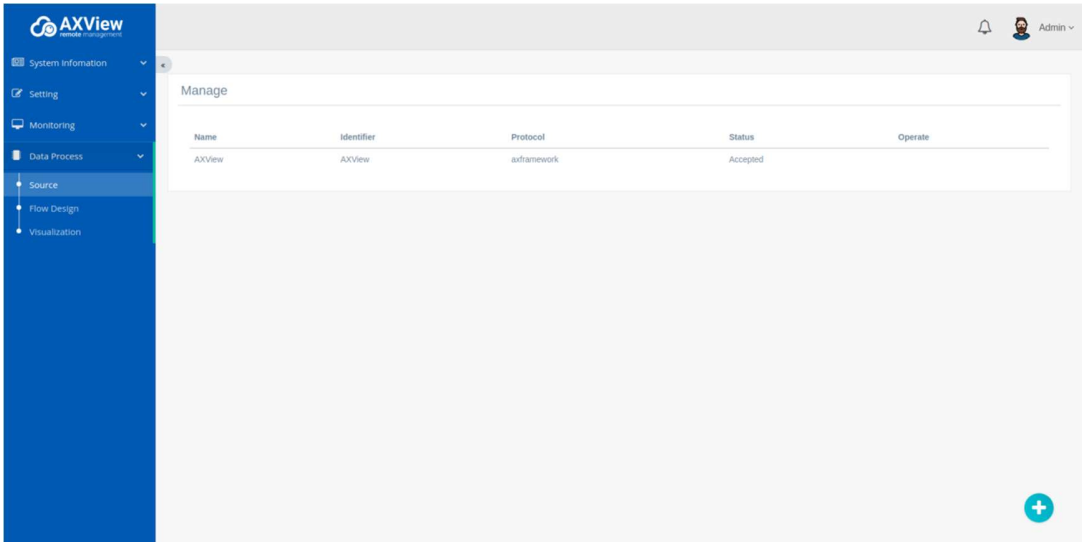 AXView
remote management
Admin
System Infomation
«
Setting
Manage
Monitoring
Name Identifier Protocol Status Operate
Data Process
AXView AXView axframework Accepted
Source
Flow Design
Visualization